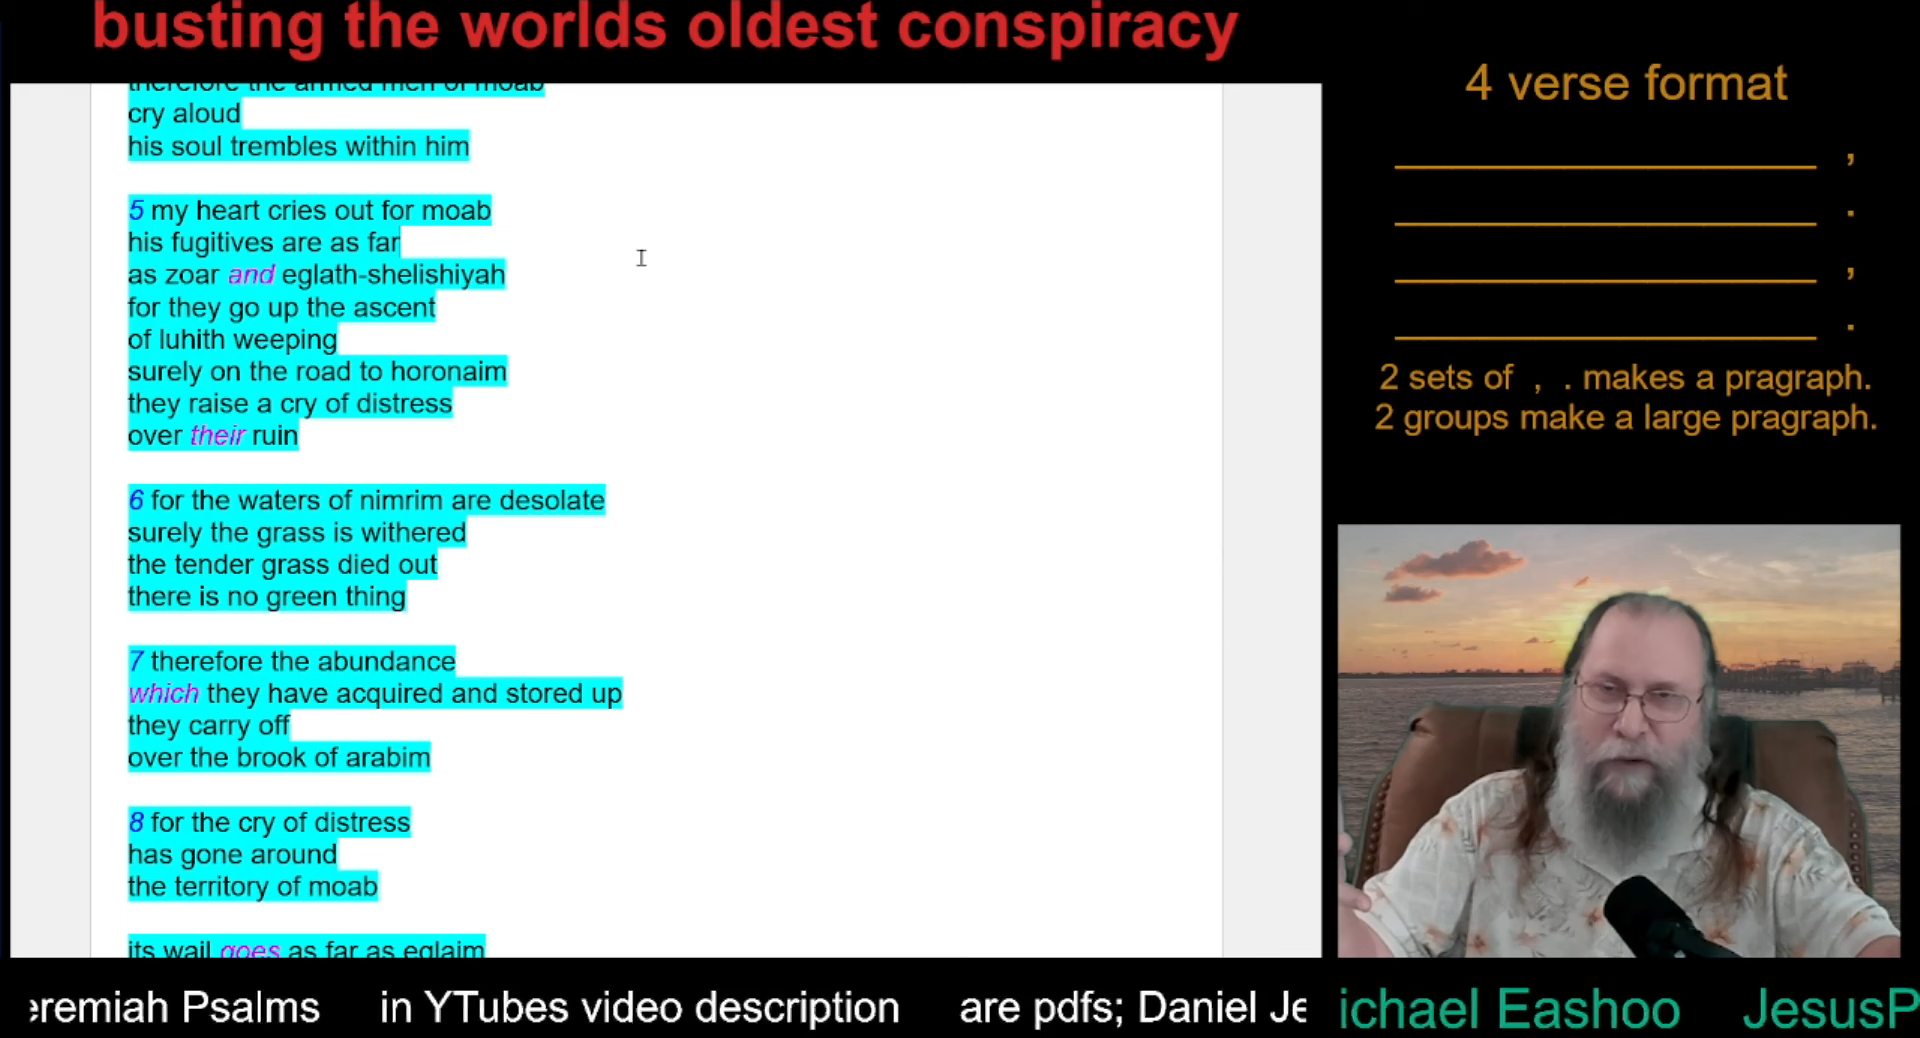 busting the worlds oldest conspiracy
therefore the armed men of moab
cry aloud
his soul trembles within him
5 my heart cries out for moab
his fugitives are as far
as zoar and eglath-shelishiyah
for they go up the ascent
of luhith weeping
surely on the road to horonaim
they raise a cry of distress
over their ruin
6 for the waters of nimrim are desolate
surely the grass is withered
the tender grass died out
there is no green thing
7 therefore the abundance
which they have acquired and stored up
they carry off
over the brook of arabim
8 for the cry of distress
has gone around
the territory of moab
its wail goes as far as eglaim
4 verse format
,
.
,
.
2 sets of , . makes a pragraph.
2 groups make a large pragraph.
eremiah Psalms in YTubes video description are pdfs; Daniel Je
ichael Eashoo JesusP